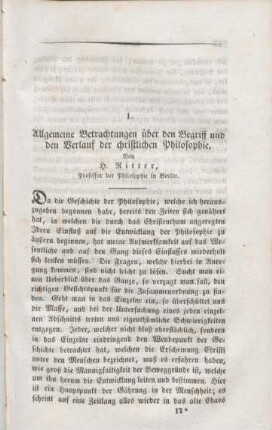 1.
Allgemeine Betrachtungen über den Begriff und
den Verlauf der christlichen Philosophie.
Von
H. Ritter,
Professor der Philosophie in Berlin.
Da die Geschichte der Philosophie, welche ich heraus-
zugeben begonnen habe, bereits den Zeiten sich genähert
hat, in welchen die durch das Christenthum angeregten
Ideen Einfluß auf die Entwicklung der Philosophie zu
äußern beginnen, hat meine Aufmerksamkeit auf das We-
sentliche und auf den Gang dieses Einflusses wiederholt
sich lenken müssen. Die Fragen, welche hierbei in Anre-
gung kommen, sind nicht leicht zu lösen. Sucht man ei-
nen Ueberblick über das Ganze, so verzagt man fast, den
richtigen Gesichtspunkt für die Zusammenordnung zu fin-
den. Geht man in das Einzelne ein, so überschüttet uns
die Masse, und bei der Untersuchung eines jeden einzel-
nen Abschnitts treten uns eigenthümliche Schwierigkeiten
entgegen. Jeder, welcher nicht bloß oberflächlich, sondern
in das Einzelne eindringend den Wendepunkt der Ge-
schichte betrachtet hat, welchen die Erscheinung Christi
unter den Menschen bezeichnet, muß es erfahren haben,
wie groß die Mannigfaltigkeit der Beweggründe ist, welche
um ihn herum die Entwicklung leiten und bestimmen. Hier
ist ein Hauptpunkt der Gährung in der Menschheit; es
scheint auf eine Zeitlang alles wieder in das alte Chaos
17*